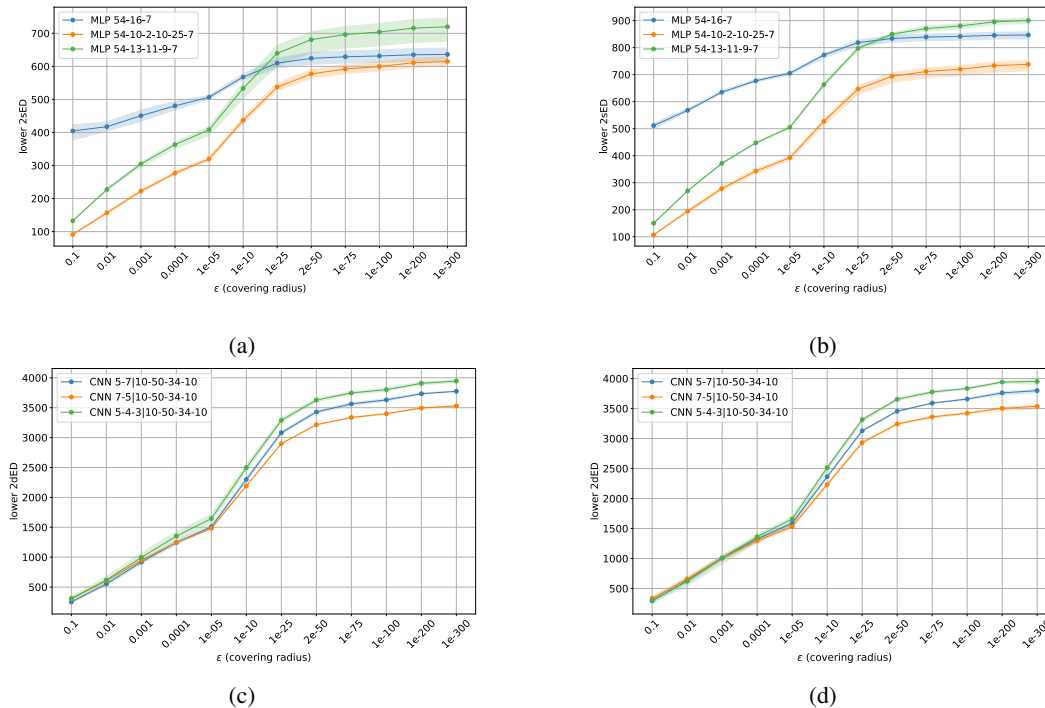 MLP 54-16-7
MLP 54-10-2-10-25-7
MLP 54-13-11-9-7
700
600
500
400
300
200
100
lower 2sED
0.1
0.01
0.001
0.0001
1e-05
1e-10
1e-25
2e-50
1e-75
1e-100
1e-200
1e-300
ε (covering radius)
(a)
MLP 54-16-7
MLP 54-10-2-10-25-7
MLP 54-13-11-9-7
900
800
700
600
500
400
300
200
100
lower 2sED
0.1
0.01
0.001
0.0001
1e-05
1e-10
1e-25
2e-50
1e-75
1e-100
1e-200
1e-300
ε (covering radius)
(b)
CNN 5-7|10-50-34-10
CNN 7-5|10-50-34-10
CNN 5-4-3|10-50-34-10
4000
3500
3000
2500
2000
1500
1000
500
lower 2dED
0.1
0.01
0.001
0.0001
1e-05
1e-10
1e-25
2e-50
1e-75
1e-100
1e-200
1e-300
ε (covering radius)
(c)
CNN 5-7|10-50-34-10
CNN 7-5|10-50-34-10
CNN 5-4-3|10-50-34-10
4000
3500
3000
2500
2000
1500
1000
500
lower 2dED
0.1
0.01
0.001
0.0001
1e-05
1e-10
1e-25
2e-50
1e-75
1e-100
1e-200
1e-300
ε (covering radius)
(d)